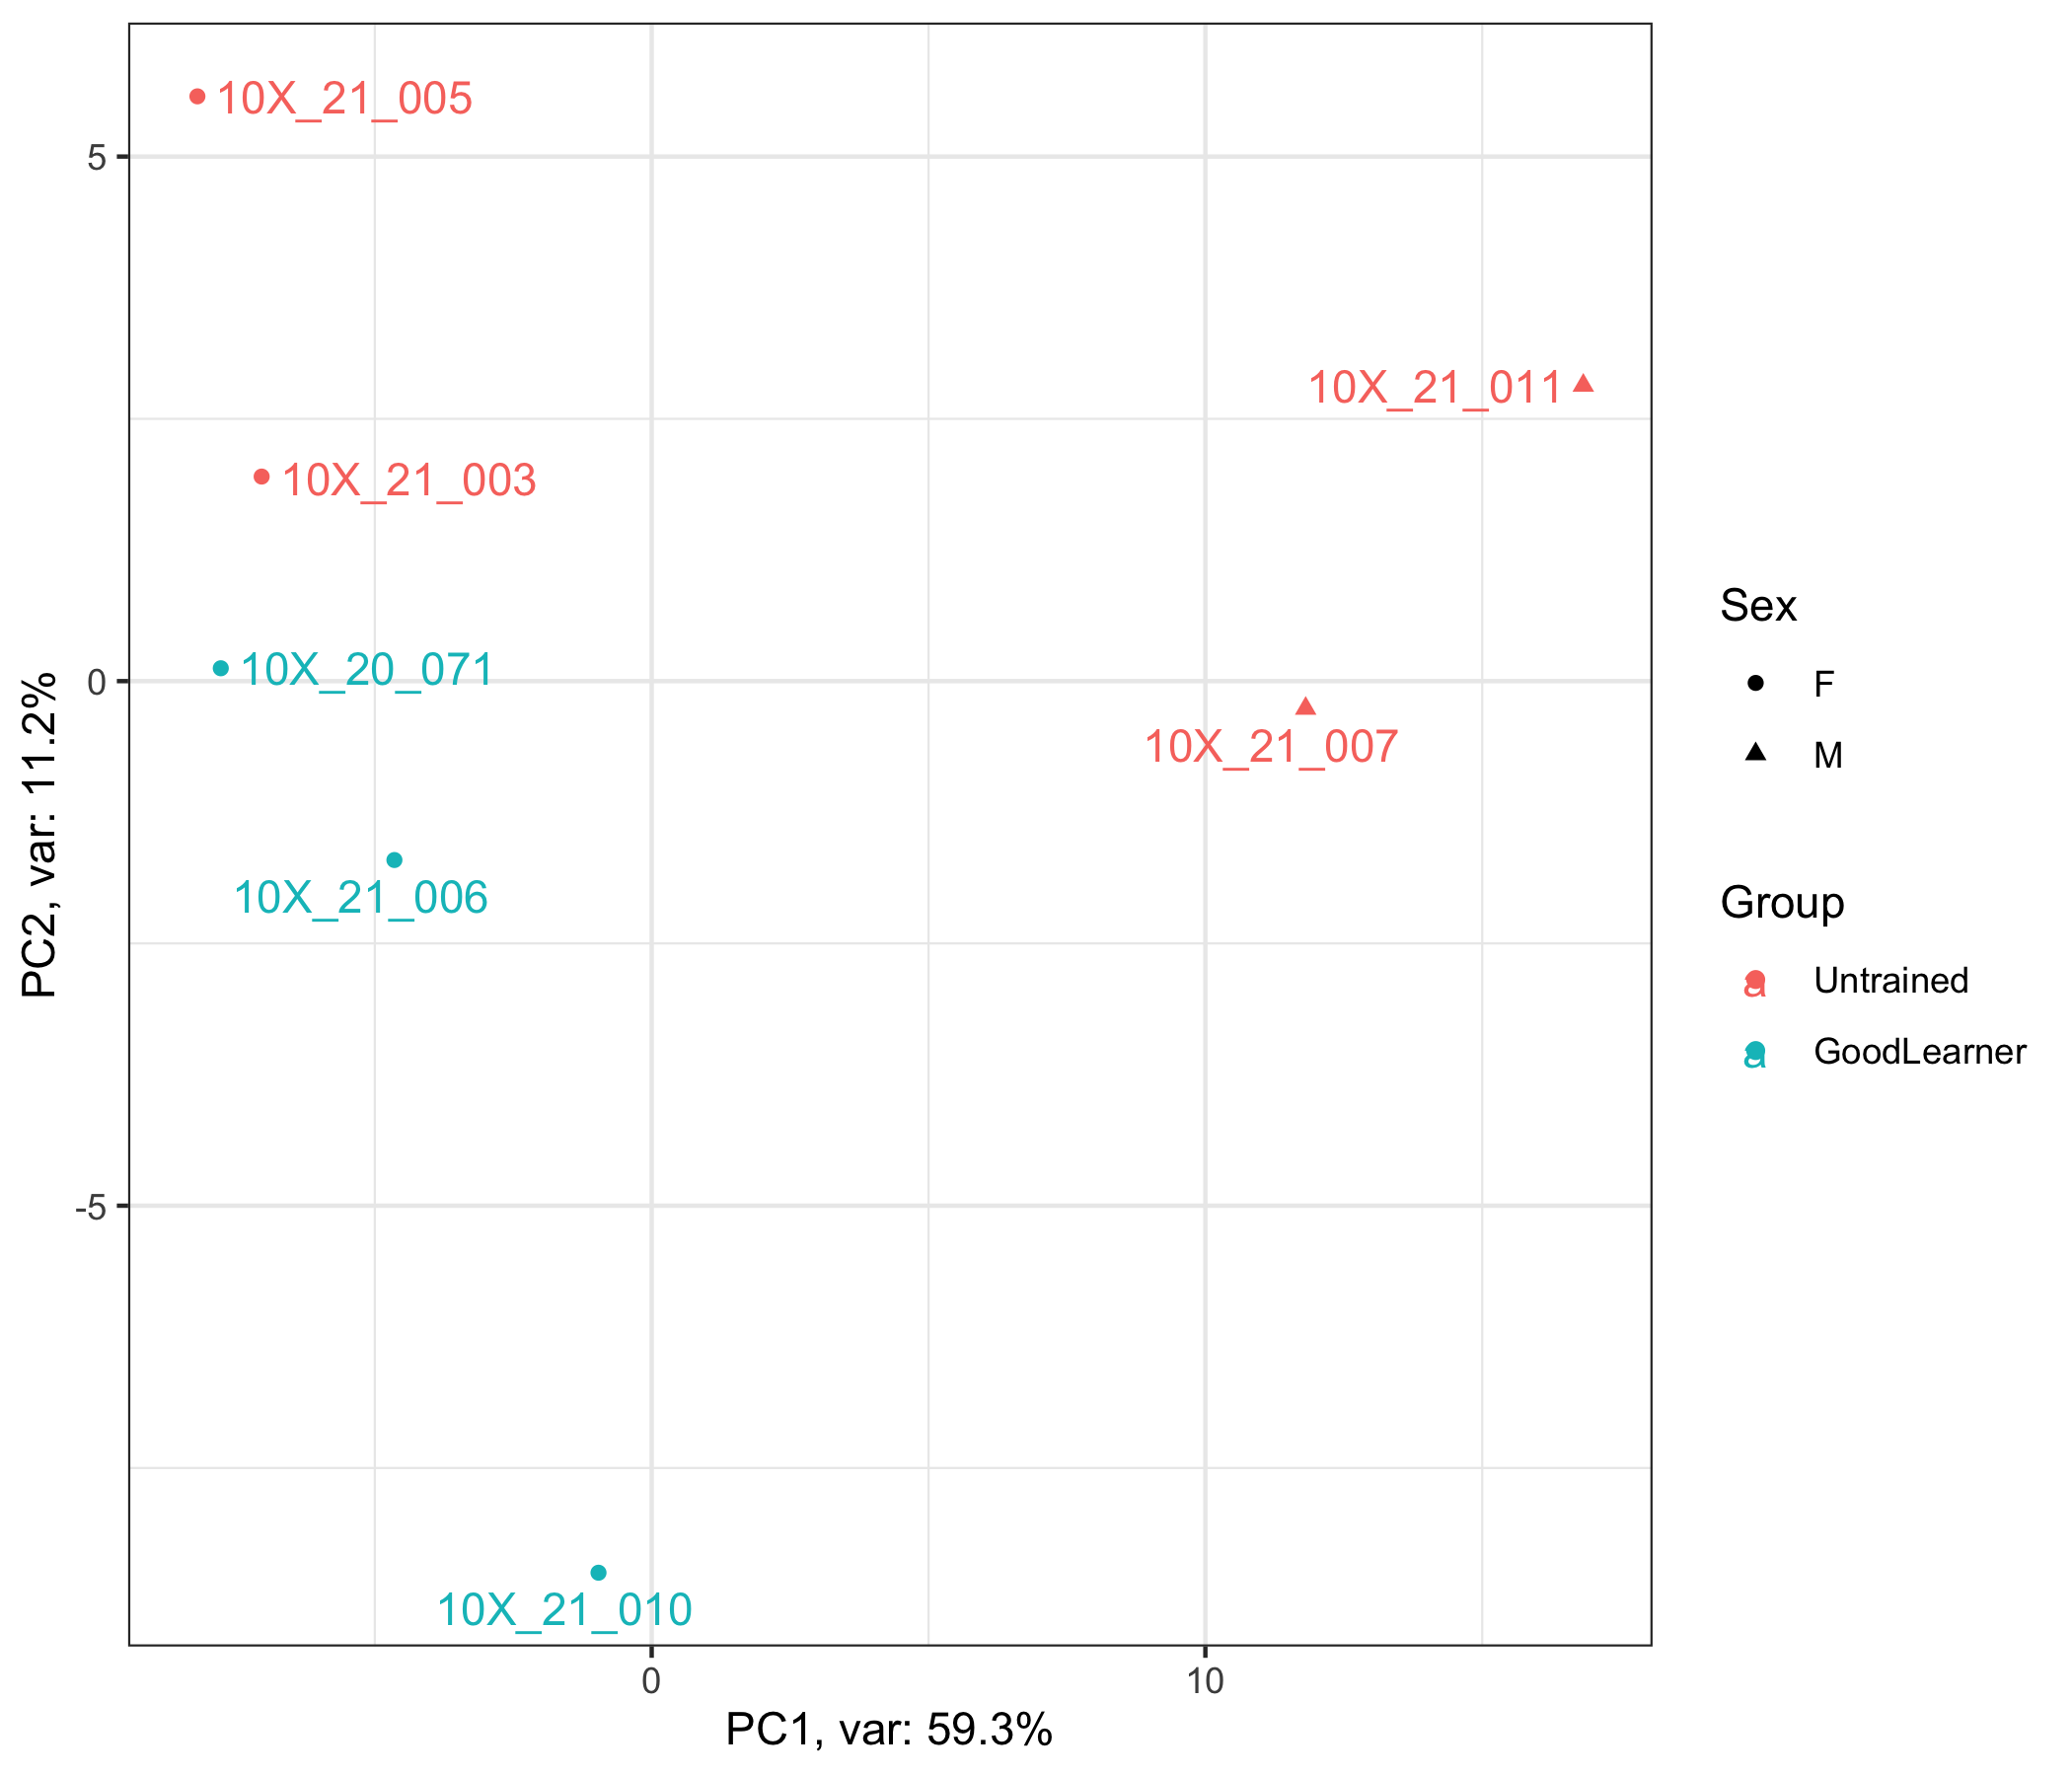 10X_21_005
5
10X_21_011
10X_21_003
10X_20_071
0
10X_21_007
10X_21_006
-5
10X_21_010
0
10
PC1, var: 59.3%
PC2, var: 11.2%
Sex
F
M
Group
a Untrained
a GoodLearner